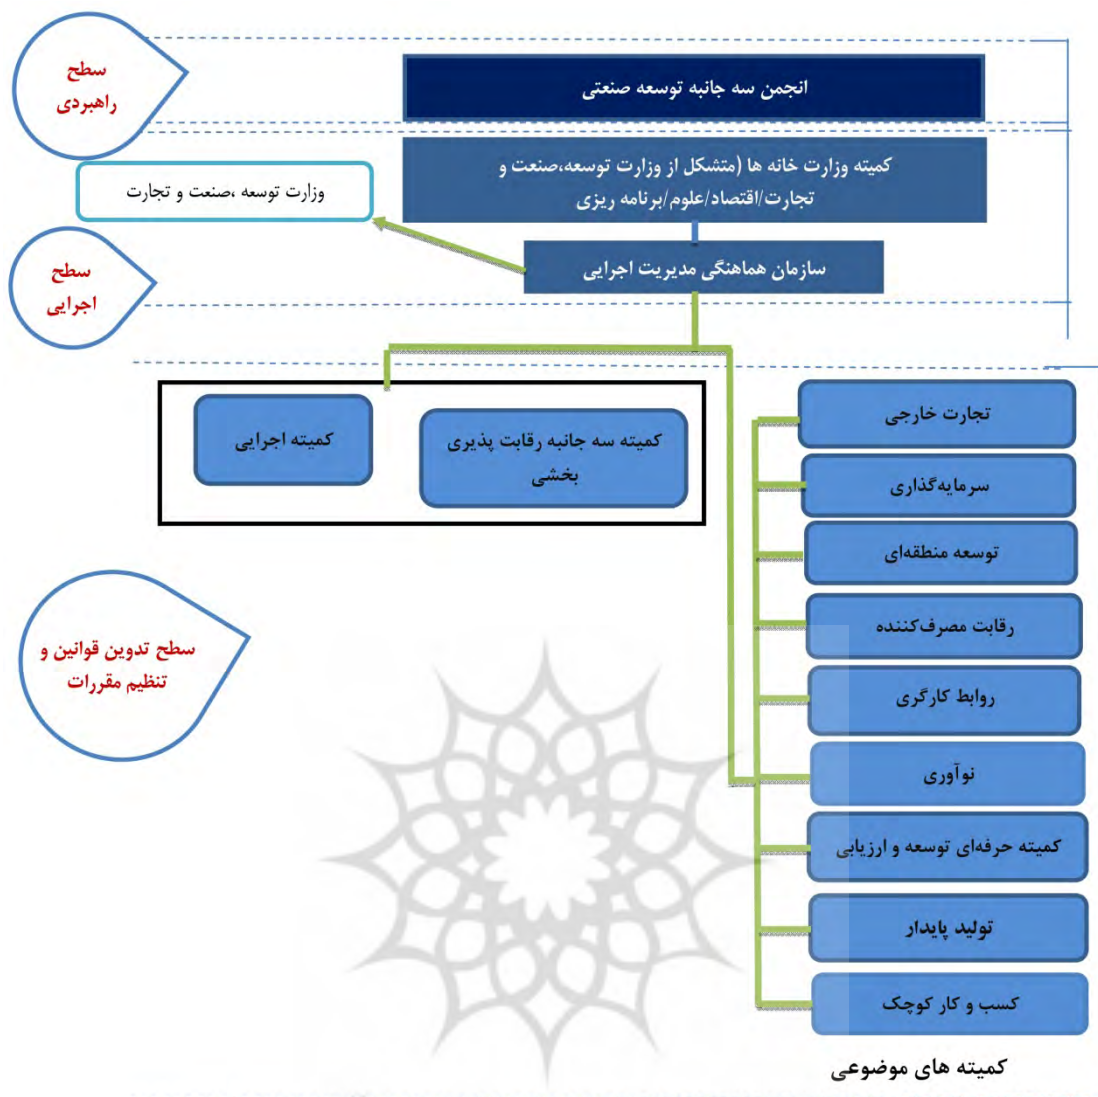 سطح
راهبردی
انجمن سه جانبه توسعه صنعتی
کمیته وزارت خانه ها (متشکل از وزارت توسعه،صنعت و
تجارت/اقتصاد/علوم/برنامه ریزی
وزارت توسعه ،صنعت و تجارت
سطح
اجرایی
سازمان هماهنگی مدیریت اجرایی
کمیته سه جانبه رقابت پذیری
بخشی
کمیته اجرایی
تجارت خارجی
سرمایه‌گذاری
توسعه منطقه‌ای
رقابت مصرف‌کننده
روابط کارگری
نوآوری
کمیته حرفه‌ای توسعه و ارزیابی
تولید پایدار
کسب و کار کوچک
کمیته های موضوعی
سطح تدوین قوانین و
تنظیم مقررات